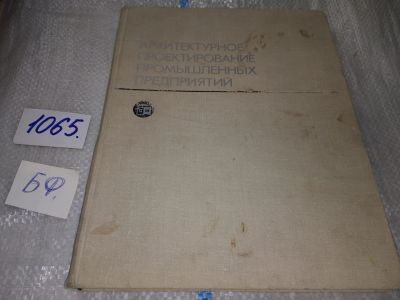 АРХИТЕКТУРНОЕ
ПРОЕКТИРОВАНИЕ
ПРОМЫШЛЕННЫХ
ПРЕДПРИЯТИЙ
1065.
БФ.